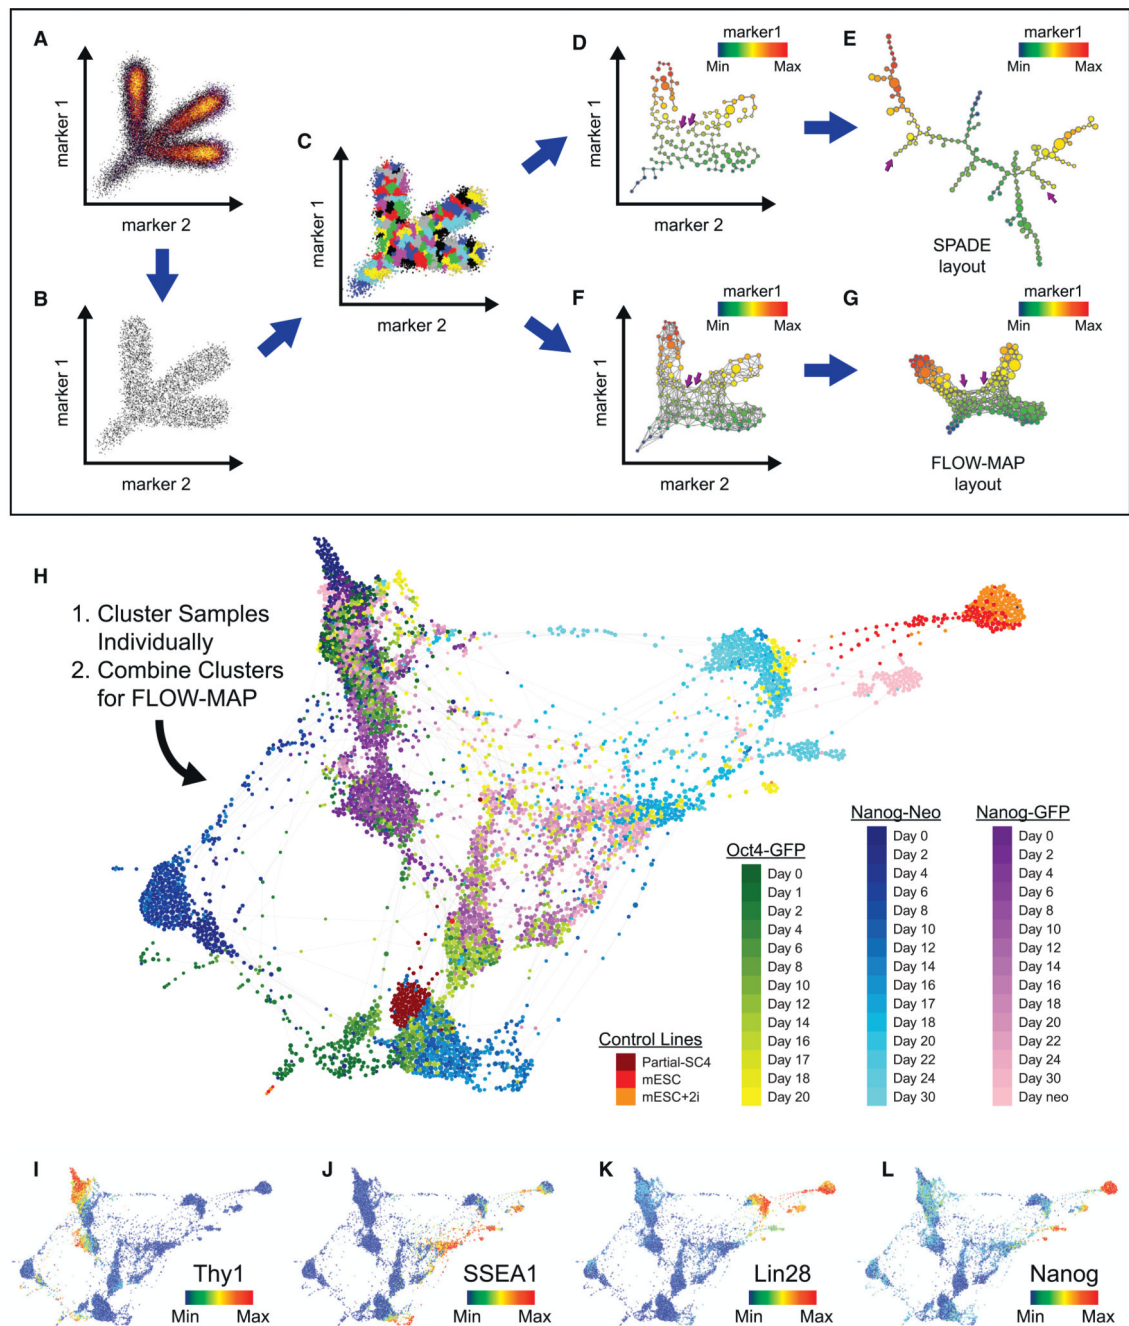 A
marker 1
marker 2
B
marker 1
marker 2
C
marker 1
marker 2
D
marker1
Min Max
marker 1
marker 2
E
marker1
Min Max
SPADE
layout
F
marker1
Min Max
marker 1
marker 2
G
marker1
Min Max
FLOW-MAP
layout
H
1. Cluster Samples
Individually
2. Combine Clusters
for FLOW-MAP
Control Lines
Partial-SC4
mESC
mESC+2i
Oct4-GFP
Day 0
Day 1
Day 2
Day 4
Day 6
Day 8
Day 10
Day 12
Day 14
Day 16
Day 17
Day 18
Day 20
Nanog-Neo
Day 0
Day 2
Day 4
Day 6
Day 8
Day 10
Day 12
Day 14
Day 16
Day 17
Day 18
Day 20
Day 22
Day 24
Day 30
Nanog-GFP
Day 0
Day 2
Day 4
Day 6
Day 8
Day 10
Day 12
Day 14
Day 16
Day 18
Day 20
Day 22
Day 24
Day 30
Day neo
I
Thy1
Min Max
J
SSEA1
Min Max
K
Lin28
Min Max
L
Nanog
Min Max